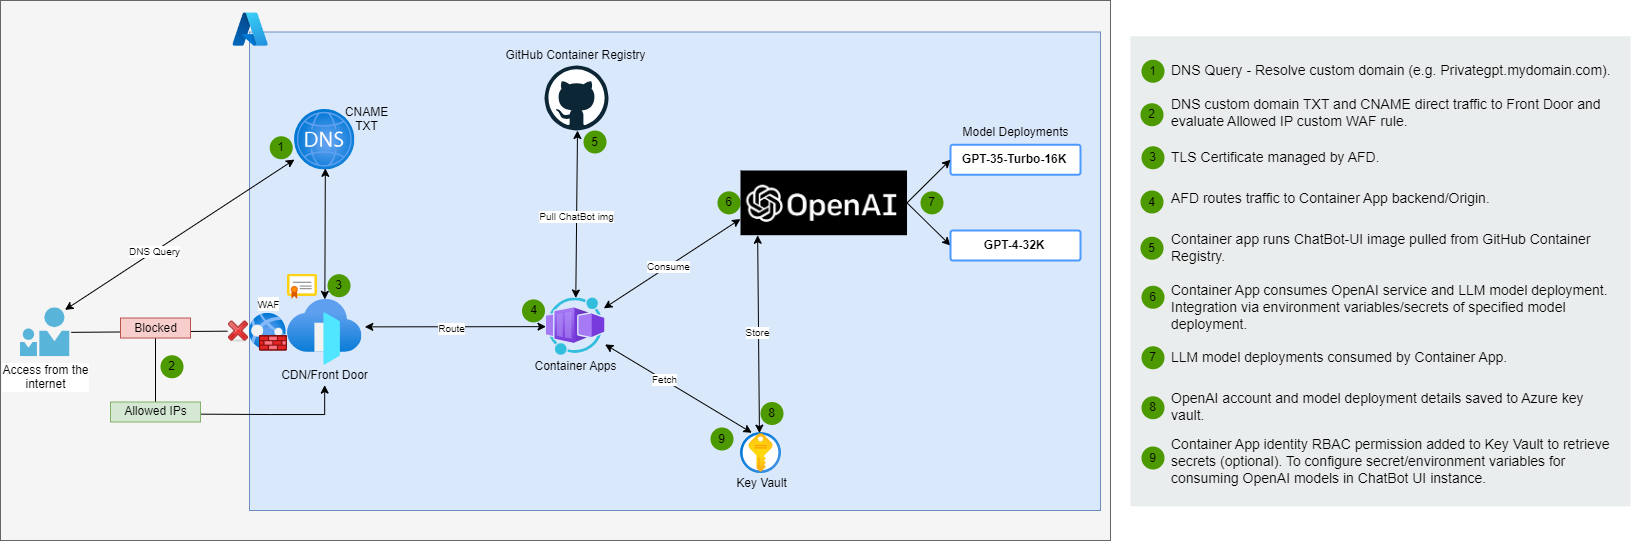 GitHub Container Registry
CNAME
TXT
DNS
1
5
Model Deployments
GPT-35-Turbo-16K
6
OpenAI
7
Pull ChatBot img
GPT-4-32K
DNS Query
Consume
3
WAF
4
Blocked
Route
Store
2
Access from the
internet
CDN/Front Door
Container Apps
Fetch
Allowed IPs
8
9
Key Vault
1 DNS Query - Resolve custom domain (e.g. Privategpt.mydomain.com).
2 DNS custom domain TXT and CNAME direct traffic to Front Door and
evaluate Allowed IP custom WAF rule.
3 TLS Certificate managed by AFD.
4 AFD routes traffic to Container App backend/Origin.
5 Container app runs ChatBot-UI image pulled from GitHub Container
Registry.
6 Container App consumes OpenAI service and LLM model deployment.
Integration via environment variables/secrets of specified model
deployment.
7 LLM model deployments consumed by Container App.
8 OpenAI account and model deployment details saved to Azure key
vault.
9 Container App identity RBAC permission added to Key Vault to retrieve
secrets (optional). To configure secret/environment variables for
consuming OpenAI models in ChatBot UI instance.